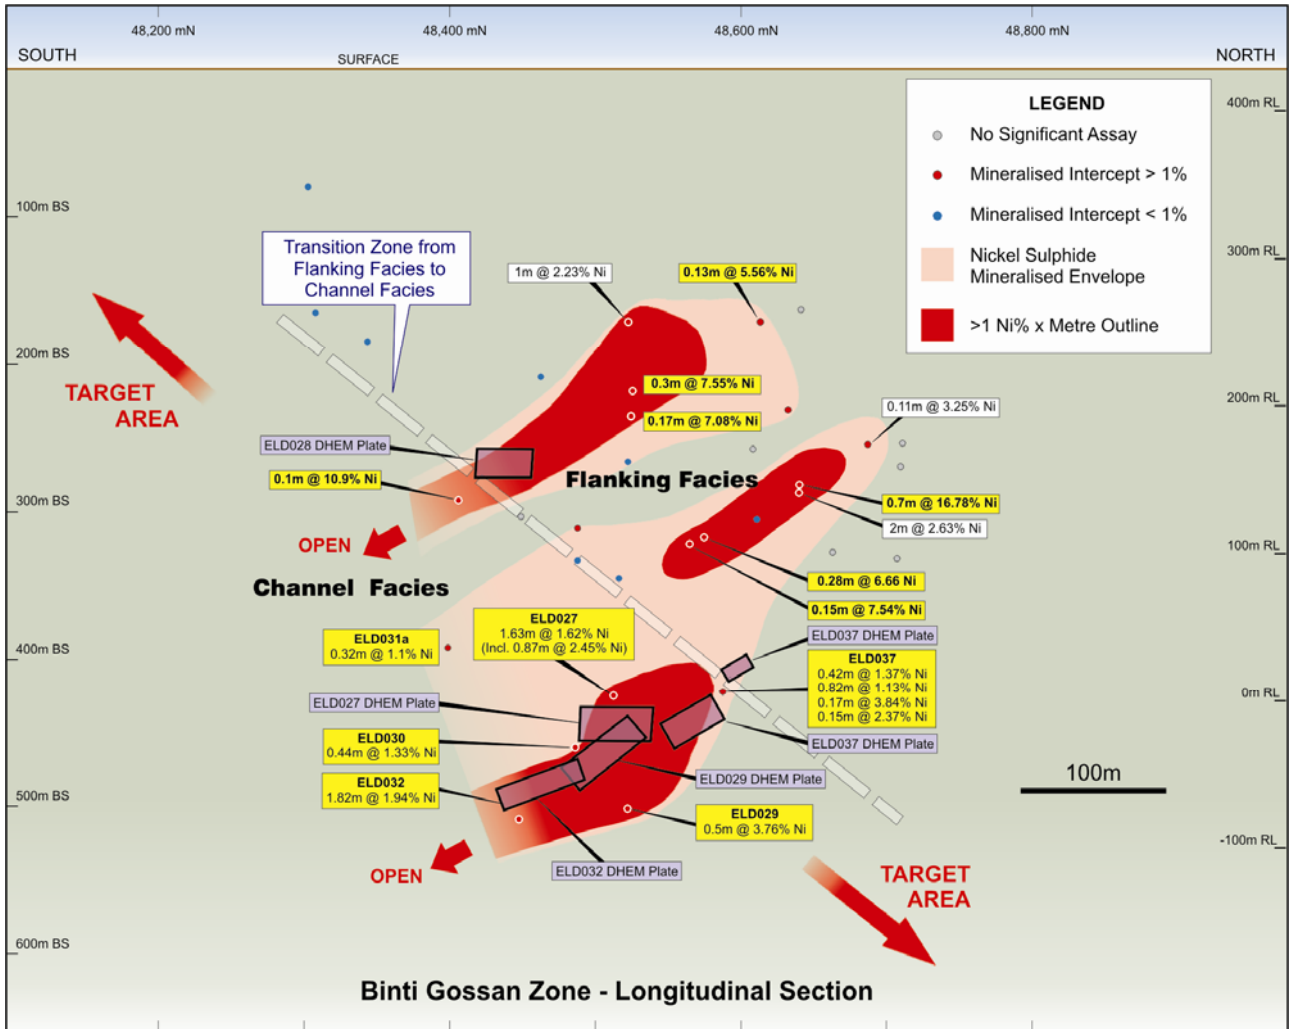 48,200 mN
48,400 mN
48,600 mN
48,800 mN
SOUTH
SURFACE
NORTH
LEGEND
No Significant Assay
Mineralised Intercept > 1%
Mineralised Intercept < 1%
Nickel Sulphide
Mineralised Envelope
>1 Ni% x Metre Outline
400m RL
300m RL
200m RL
100m RL
0m RL
-100m RL
100m BS
200m BS
300m BS
400m BS
500m BS
600m BS
Transition Zone from
Flanking Facies to
Channel Facies
1m @ 2.23% Ni
0.13m @ 5.56% Ni
TARGET
AREA
0.3m @ 7.55% Ni
0.17m @ 7.08% Ni
0.11m @ 3.25% Ni
ELD028 DHEM Plate
0.1m @ 10.9% Ni
Flanking Facies
0.7m @ 16.78% Ni
2m @ 2.63% Ni
OPEN
Channel Facies
0.28m @ 6.66 Ni
0.15m @ 7.54% Ni
ELD027
1.63m @ 1.62% Ni
(Incl. 0.87m @ 2.45% Ni)
ELD031a
0.32m @ 1.1% Ni
ELD037 DHEM Plate
ELD037
0.42m @ 1.37% Ni
0.82m @ 1.13% Ni
0.17m @ 3.84% Ni
0.15m @ 2.37% Ni
ELD027 DHEM Plate
ELD037 DHEM Plate
ELD030
0.44m @ 1.33% Ni
ELD029 DHEM Plate
100m
ELD032
1.82m @ 1.94% Ni
ELD029
0.5m @ 3.76% Ni
ELD032 DHEM Plate
OPEN
TARGET
AREA
Binti Gossan Zone - Longitudinal Section